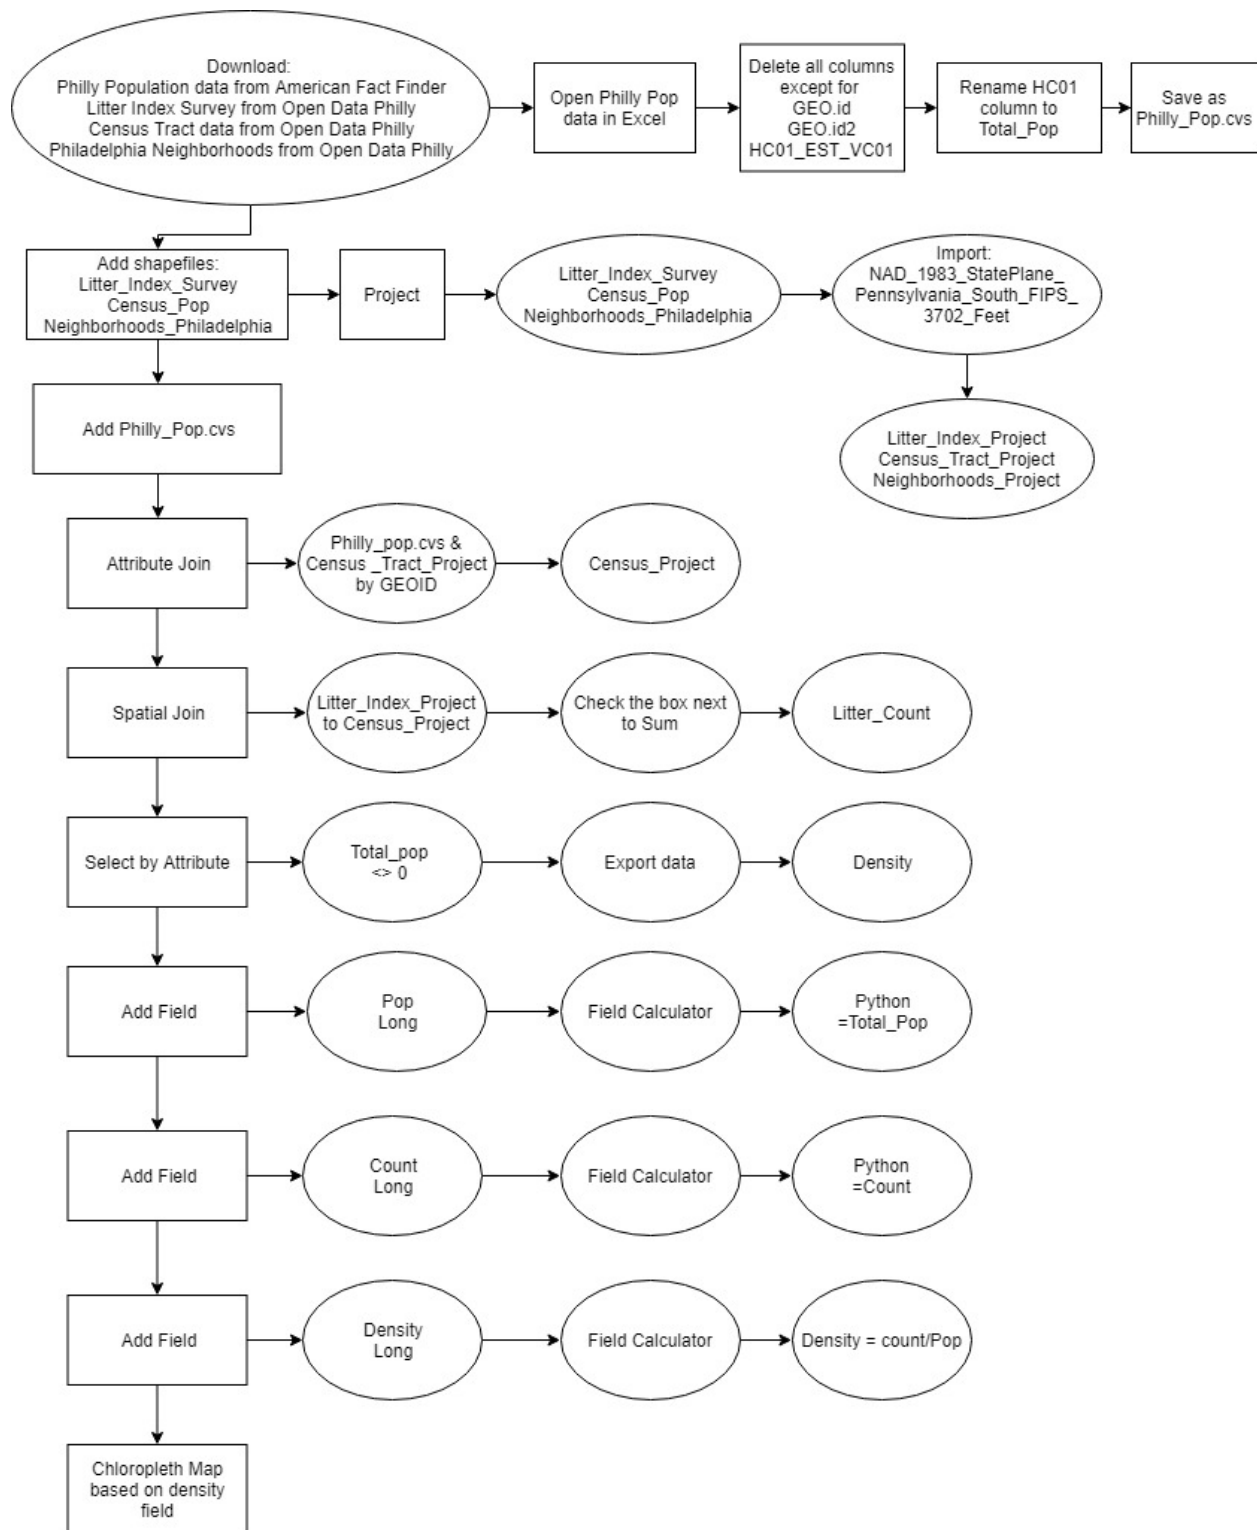 Download:
Philly Population data from American Fact Finder
Litter Index Survey from Open Data Philly
Census Tract data from Open Data Philly
Philadelphia Neighborhoods from Open Data Philly
Open Philly Pop
data in Excel
Delete all columns
except for
GEO.id
GEO.id2
HC01_EST_VC01
Rename HC01
column to
Total_Pop
Save as
Philly_Pop.cvs
Add shapefiles:
Litter_Index_Survey
Census_Pop
Neighborhoods_Philadelphia
Project
Litter_Index_Survey
Census_Pop
Neighborhoods_Philadelphia
Import:
NAD_1983_StatePlane_
Pennsylvania_South_FIPS_
3702_Feet
Litter_Index_Project
Census_Tract_Project
Neighborhoods_Project
Add Philly_Pop.cvs
Attribute Join
Philly_pop.cvs &
Census _Tract_Project
by GEOID
Census_Project
Spatial Join
Litter_Index_Project
to Census_Project
Check the box next
to Sum
Litter_Count
Select by Attribute
Total_pop
<> 0
Export data
Density
Add Field
Pop
Long
Field Calculator
Python
=Total_Pop
Add Field
Count
Long
Field Calculator
Python
=Count
Add Field
Density
Long
Field Calculator
Density = count/Pop
Chloropleth Map
based on density
field